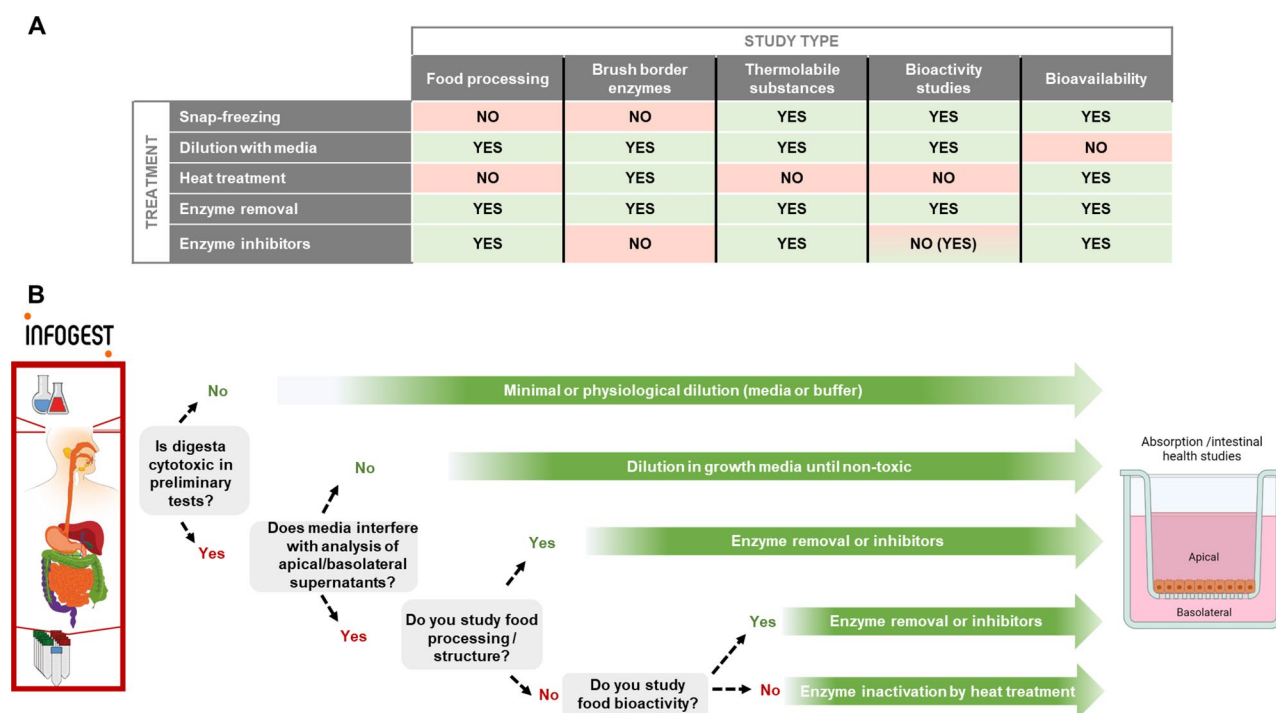 A
STUDY TYPE
Food processing
Brush border
enzymes
Thermolabile
substances
Bioactivity
studies
Bioavailability
TREATMENT
Snap-freezing NO NO YES YES YES
Dilution with media YES YES YES YES NO
Heat treatment NO YES NO NO YES
Enzyme removal YES YES YES YES YES
Enzyme inhibitors YES NO YES NO (YES) YES
B
INFOGEST
No
Minimal or physiological dilution (media or buffer)
Is digesta
cytotoxic in
preliminary
tests?
Yes
No
Dilution in growth media until non-toxic
Does media interfere
with analysis of
apical/basolateral
supernatants?
Yes
Yes
Enzyme removal or inhibitors
Do you study food
processing /
structure?
No
Yes
Enzyme removal or inhibitors
Do you study
food bioactivity?
No
Enzyme inactivation by heat treatment
Absorption /intestinal
health studies
Apical
Basolateral